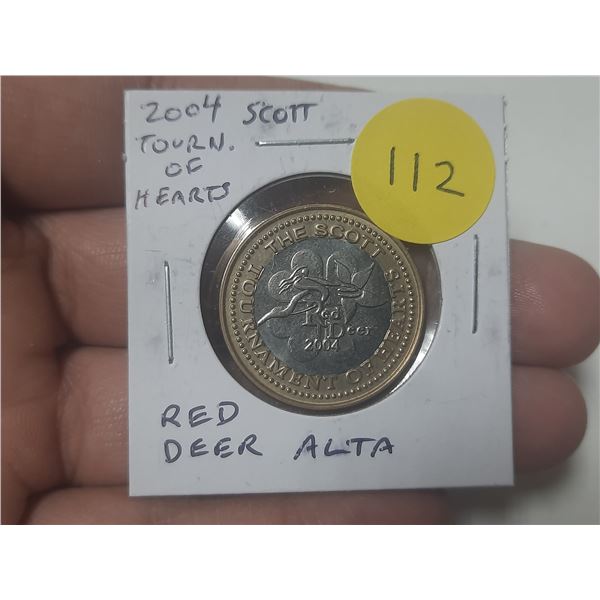 2004 SCOTT
TOURN.
OF
HEARTS
112
THE SCOTT
TOURNAMENT OF HEARTS
Red
Deer
2004
RED
DEER ALTA